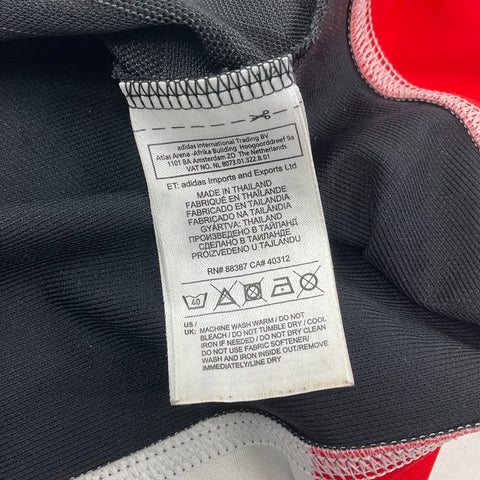 adidas International Trading BV
Atlas Arena -Afrika Building Hoogoorddreef 9a
1101 BA Amsterdam ZO The Netherlands
VAT No. NL 8073.01.322.B.01
ET: adidas Imports and Exports Ltd
MADE IN THAILAND
FABRIQUÉ EN THAÏLANDE
FABRICADO EN TAILANDIA
FABRICADO NA TAILÂNDIA
GYÁRTVA: THAIFÖLD
ПРОИЗВЕДЕНО В ТАЙЛАНД
СДЕЛАНО В ТАИЛАНДЕ
PROIZVEDENO U TAJLANDU
RN# 88387 CA# 40312
40
US: MACHINE WASH WARM / DO NOT
UK: BLEACH / DO NOT TUMBLE DRY / COOL
IRON IF NEEDED / DO NOT DRY CLEAN /
DO NOT USE FABRIC SOFTENER/
WASH AND IRON INSIDE OUT/REMOVE
IMMEDIATELY/LINE DRY